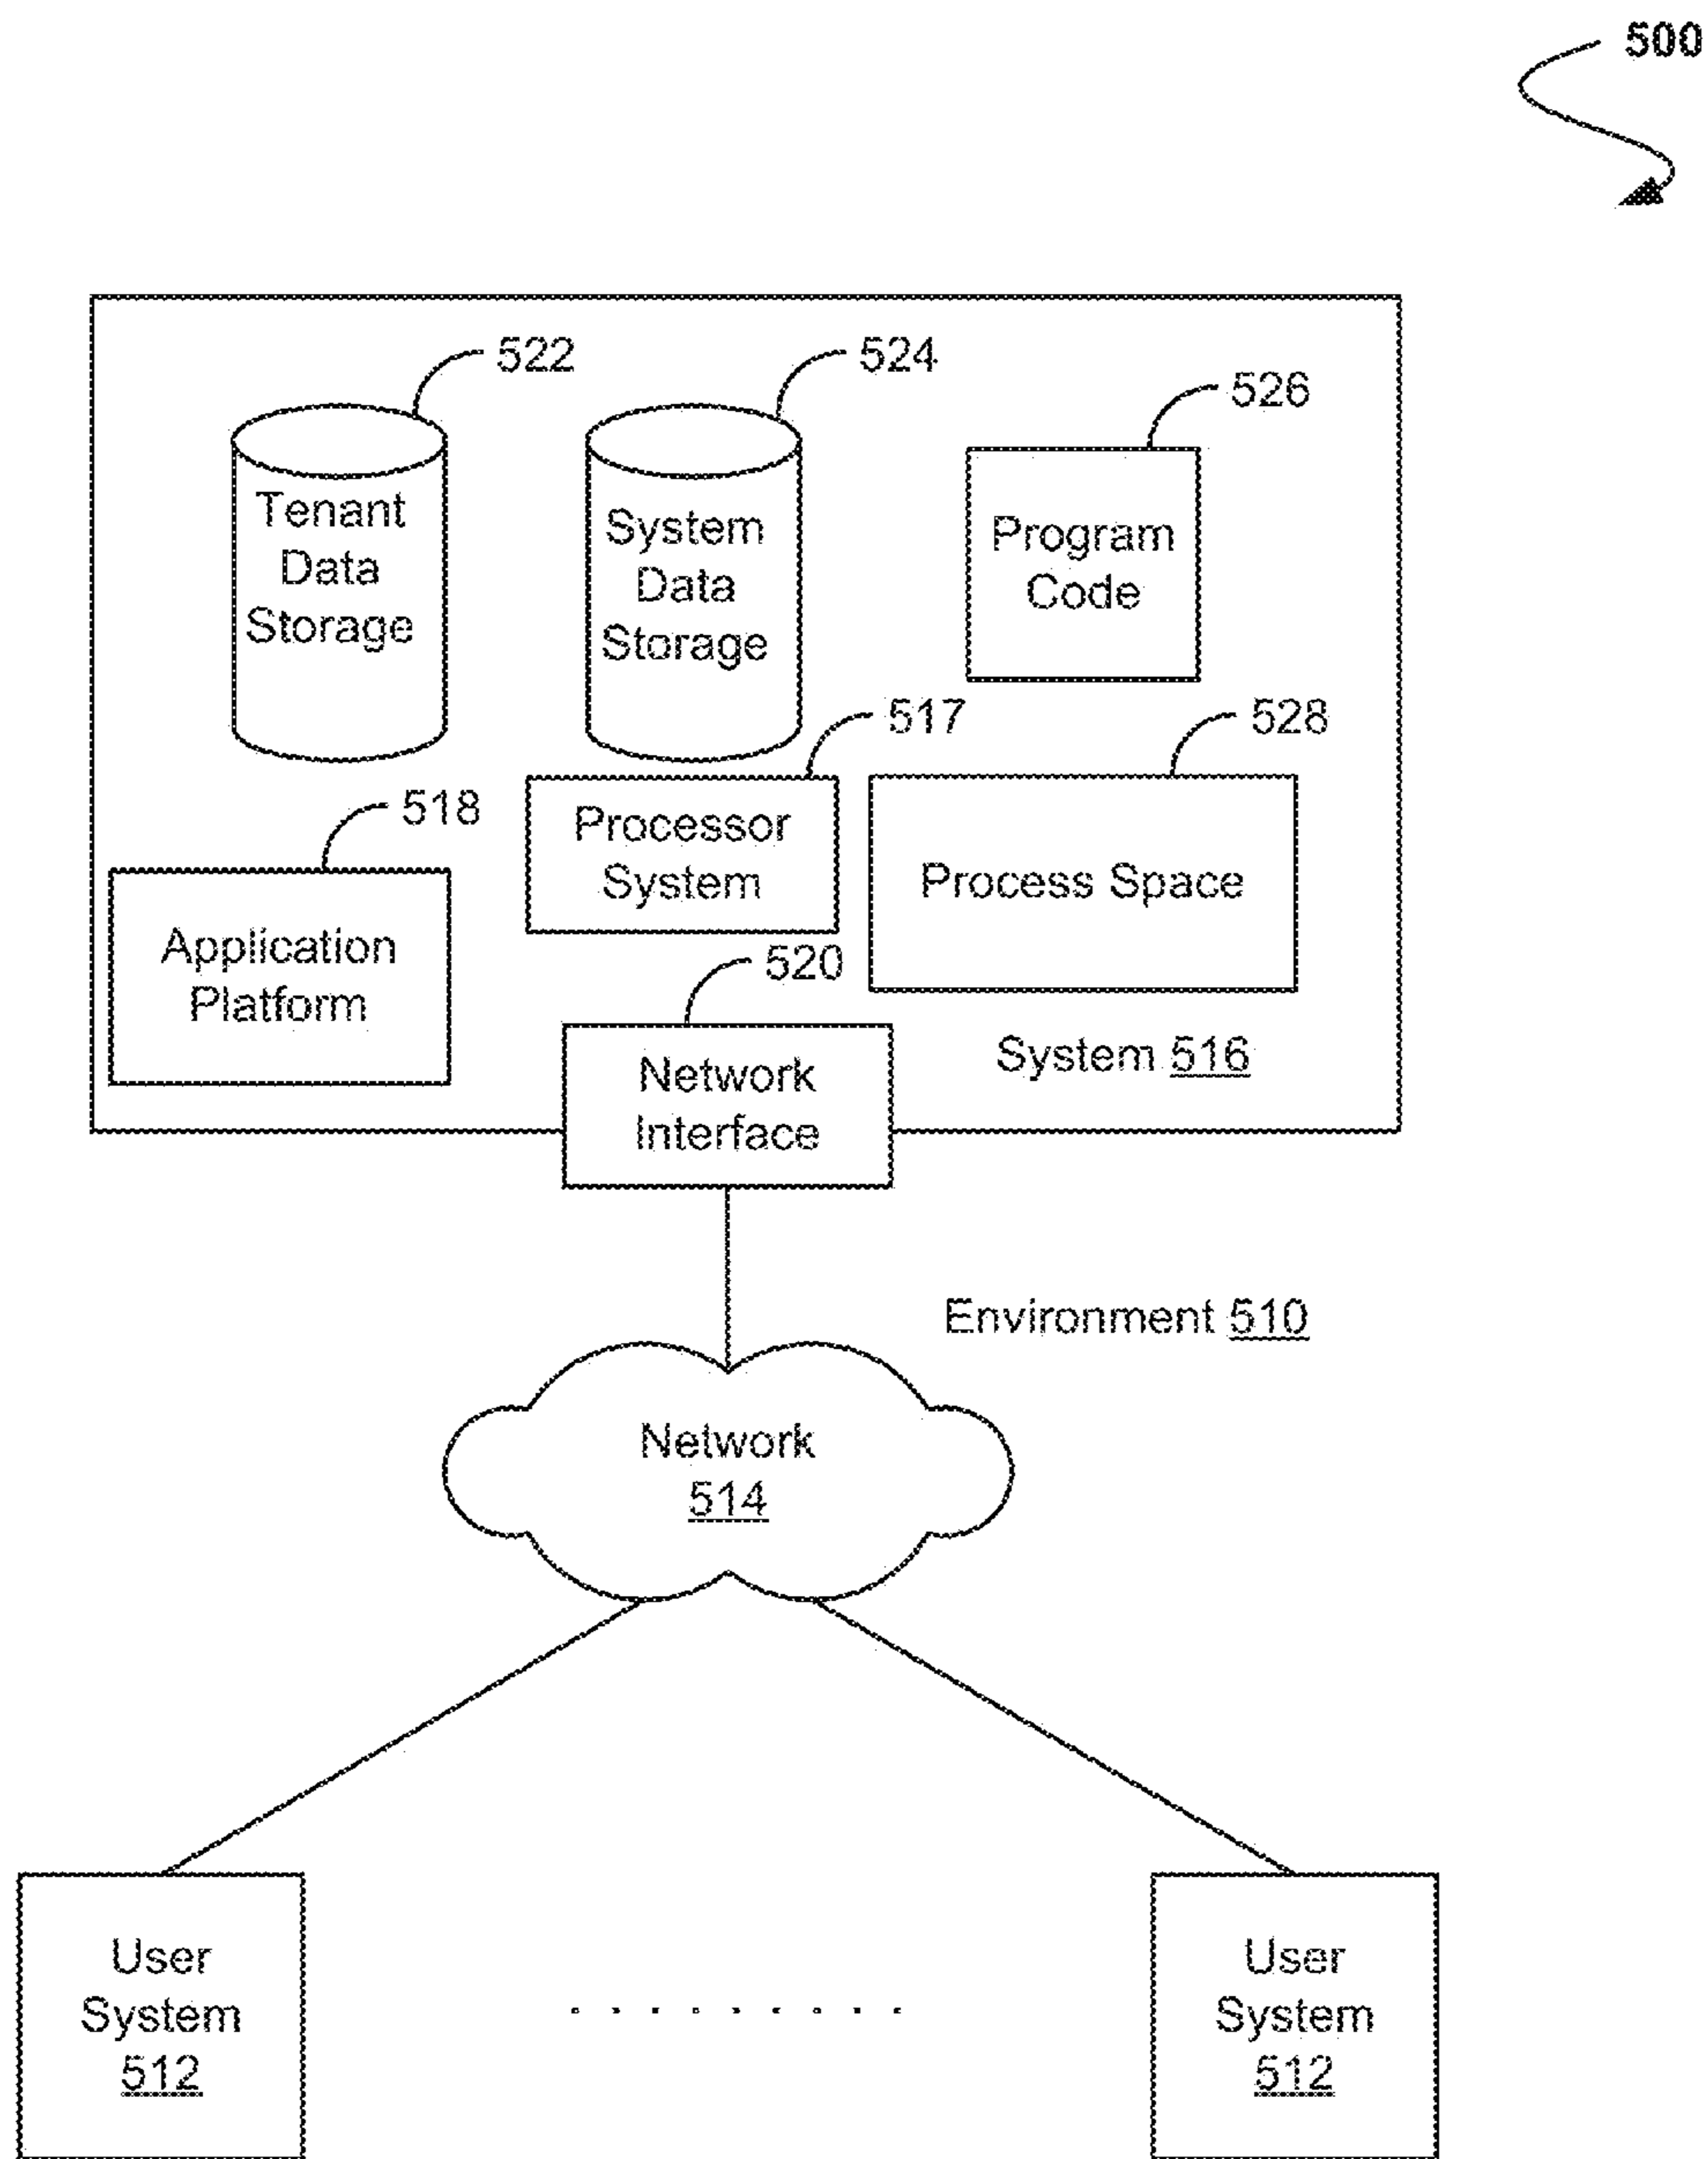 500
522
524
526
Tenant
Data
Storage
System
Data
Storage
Program
Code
517
528
518
Processor
System
Process Space
Application
Platform
520
Network
Interface
System 516
Environment 510
Network
514
User
System
512
User
System
512